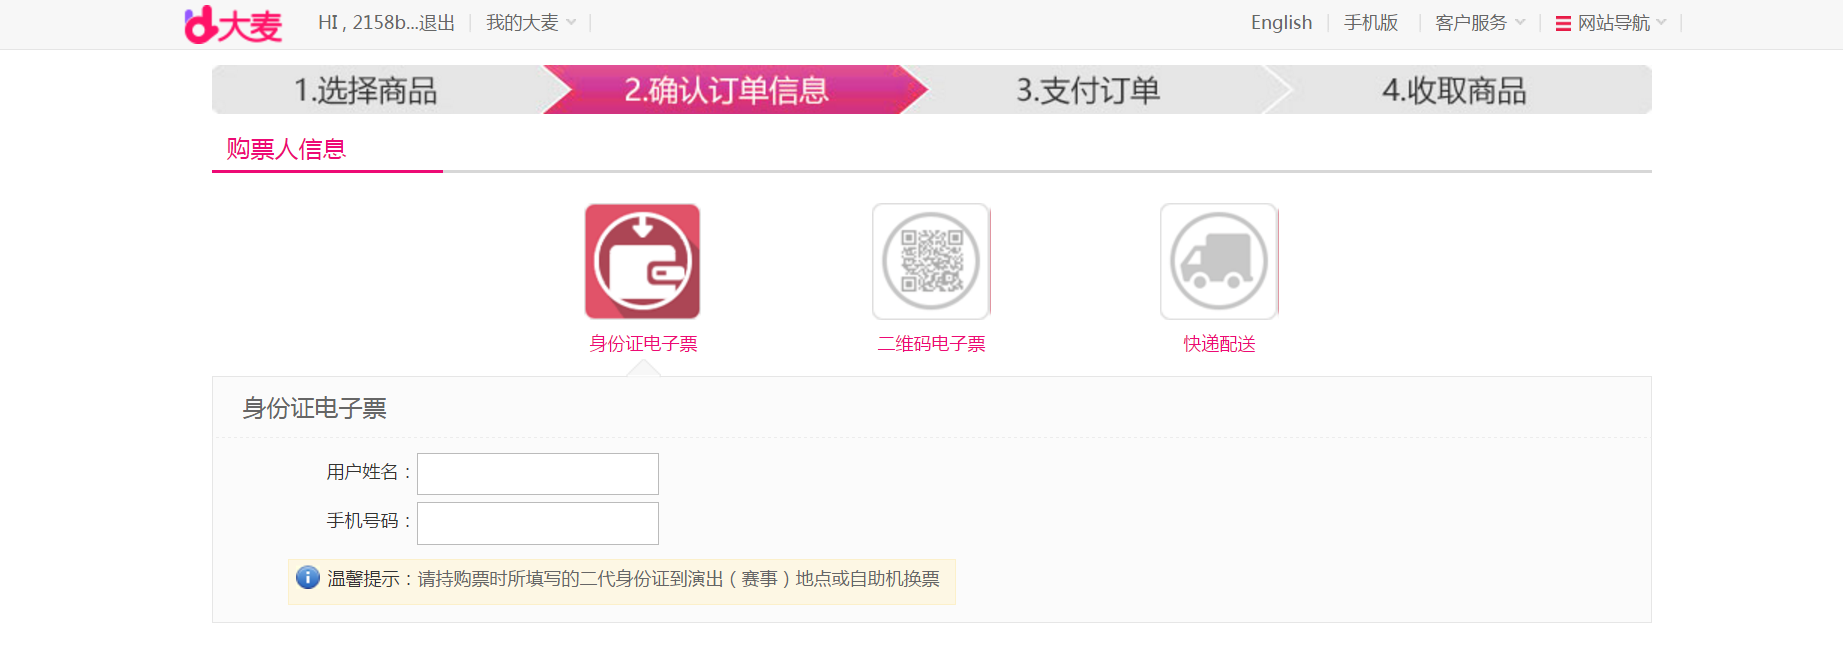 大麦 HI , 2158b...退出 我的大麦 English 手机版 客户服务 网站导航
1.选择商品 2.确认订单信息 3.支付订单 4.收取商品
购票人信息
身份证电子票 二维码电子票 快递配送
身份证电子票
用户姓名：
手机号码：
温馨提示：请持购票时所填写的二代身份证到演出（赛事）地点或自助机换票